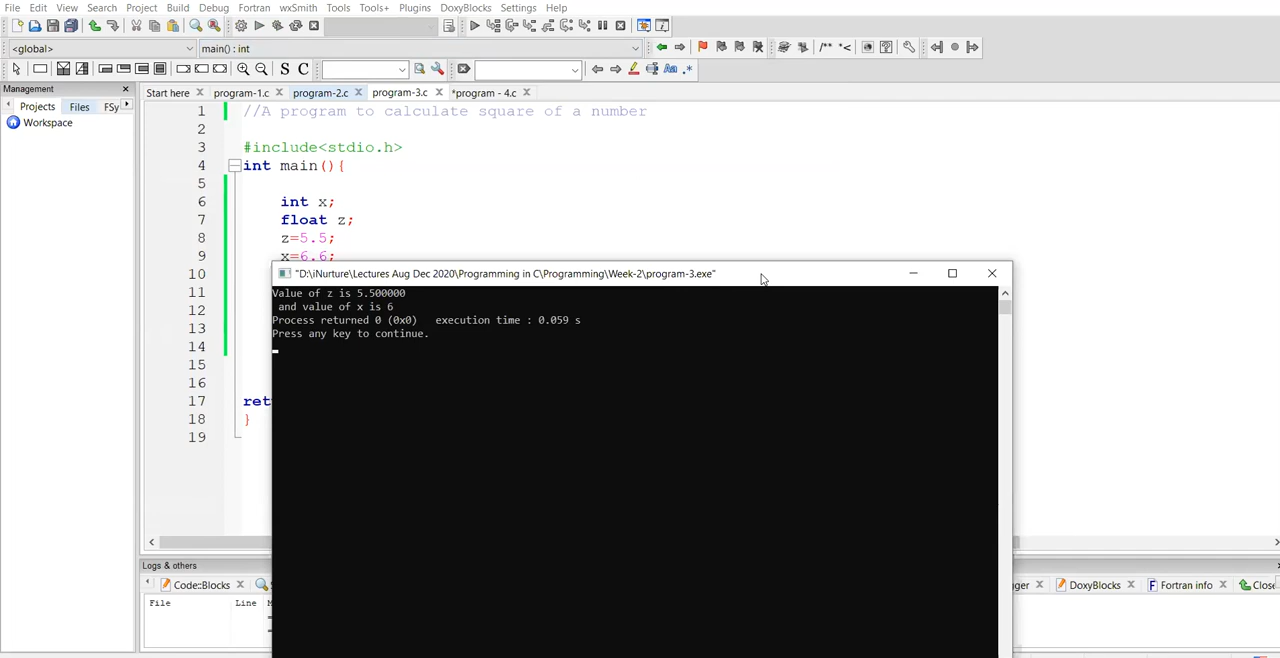 File Edit View Search Project Build Debug Fortran wxSmith Tools Tools+ Plugins DoxyBlocks Settings Help
<global> main() : int
/** *<
S C
Aa .*
Management
Projects Files FSy
Workspace
Start here program-1.c program-2.c program-3.c *program - 4.c
1 //A program to calculate square of a number
2
3 #include<stdio.h>
4 int main(){
5
6 int x;
7 float z;
8 z=5.5;
9 x=6.6;
10
11
12
13
14
15
16
17 ret
18 }
19
"D:\iNurture\Lectures Aug Dec 2020\Programming in C\Programming\Week-2\program-3.exe"
Value of z is 5.500000
 and value of x is 6
Process returned 0 (0x0)   execution time : 0.059 s
Press any key to continue.
Logs & others
Code::Blocks ger DoxyBlocks Fortran info Close
File Line